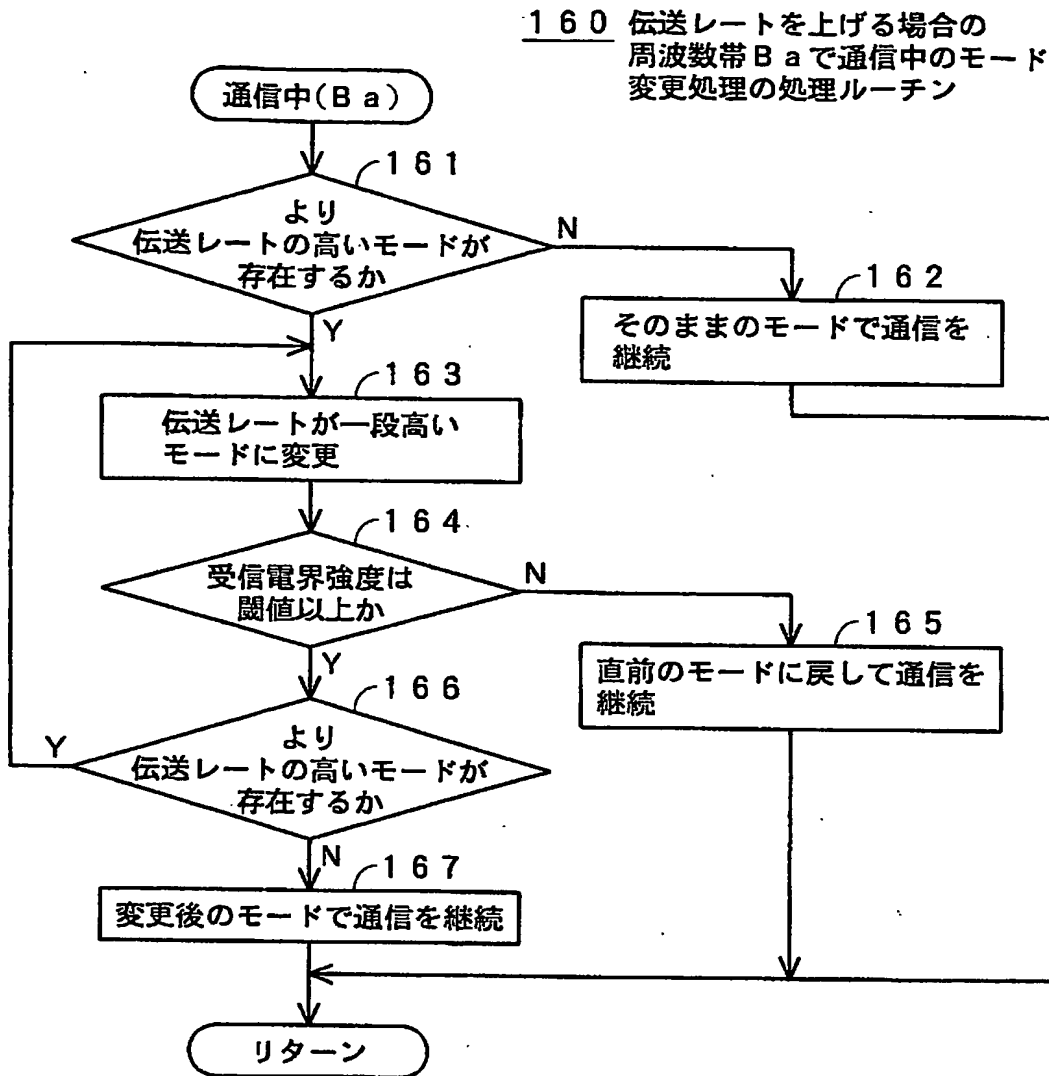 160 伝送レートを上げる場合の
周波数帯Baで通信中のモード
変更処理の処理ルーチン
通信中(Ba)
161
より
伝送レートの高いモードが
存在するか
N
Y
162
そのままのモードで通信を
継続
163
伝送レートが一段高い
モードに変更
164
受信電界強度は
閾値以上か
N
Y
165
直前のモードに戻して通信を
継続
166
より
伝送レートの高いモードが
存在するか
Y
N
167
変更後のモードで通信を継続
リターン